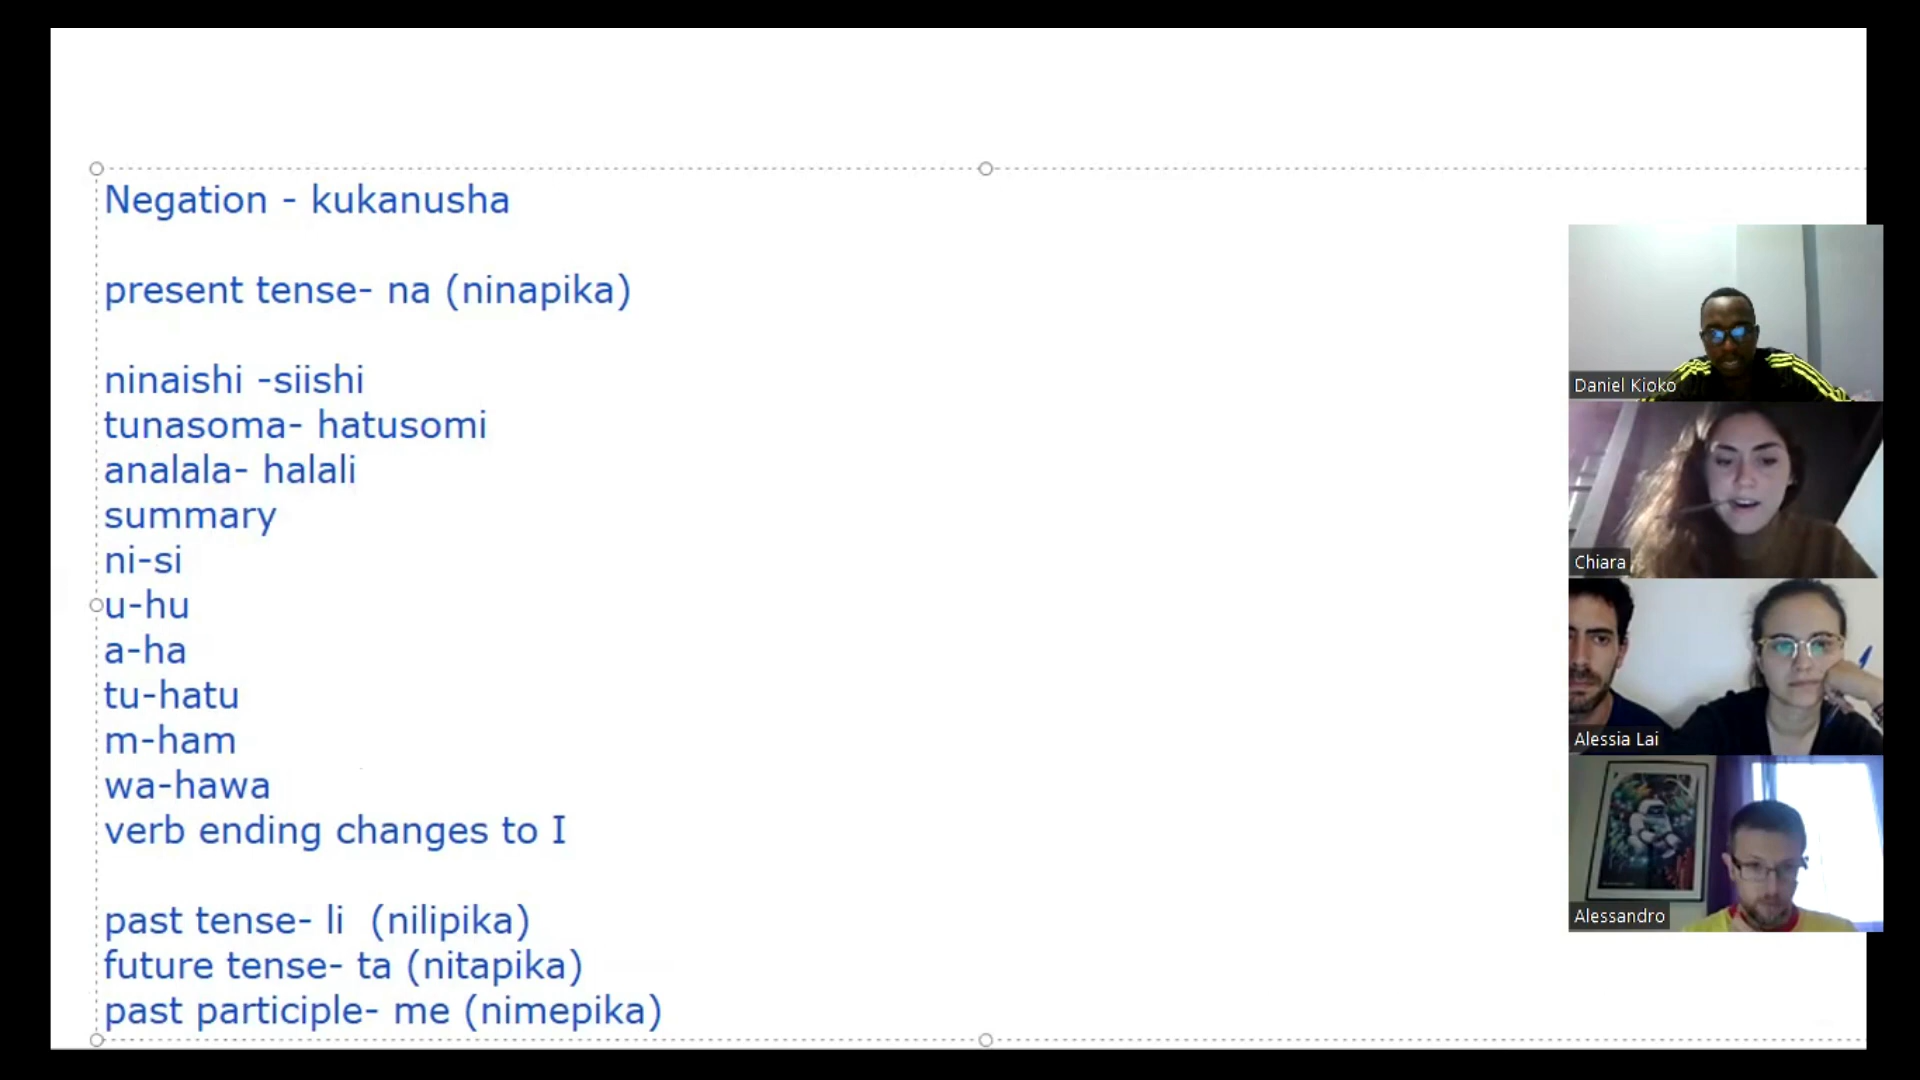 Negation - kukanusha
present tense- na (ninapika)
ninaishi -siishi
tunasoma- hatusomi
analala- halali
summary
ni-si
u-hu
a-ha
tu-hatu
m-ham
wa-hawa
verb ending changes to I
past tense- li (nilipika)
future tense- ta (nitapika)
past participle- me (nimepika)
Daniel Kioko
Chiara
Alessia Lai
Alessandro